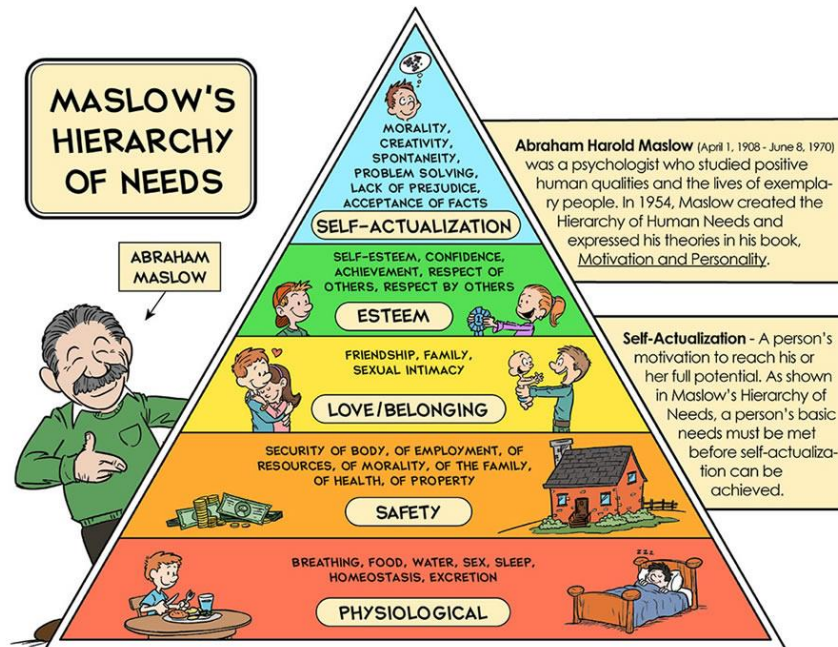 MASLOW'S
HIERARCHY
OF NEEDS
ABRAHAM
MASLOW
MORALITY,
CREATIVITY,
SPONTANEITY,
PROBLEM SOLVING,
LACK OF PREJUDICE,
ACCEPTANCE OF FACTS
SELF-ACTUALIZATION
SELF-ESTEEM, CONFIDENCE,
ACHIEVEMENT, RESPECT OF
OTHERS, RESPECT BY OTHERS
ESTEEM
FRIENDSHIP, FAMILY,
SEXUAL INTIMACY
LOVE/BELONGING
SECURITY OF BODY, OF EMPLOYMENT, OF
RESOURCES, OF MORALITY, OF THE FAMILY,
OF HEALTH, OF PROPERTY
SAFETY
BREATHING, FOOD, WATER, SEX, SLEEP,
HOMEOSTASIS, EXCRETION
PHYSIOLOGICAL
zzz
Abraham Harold Maslow (April 1, 1908 - June 8, 1970)
was a psychologist who studied positive
human qualities and the lives of exempla-
ry people. In 1954, Maslow created the
Hierarchy of Human Needs and
expressed his theories in his book,
Motivation and Personality.
Self-Actualization - A person's
motivation to reach his or
her full potential. As shown
in Maslow's Hierarchy of
Needs, a person's basic
needs must be met
before self-actualiza-
tion can be
achieved.